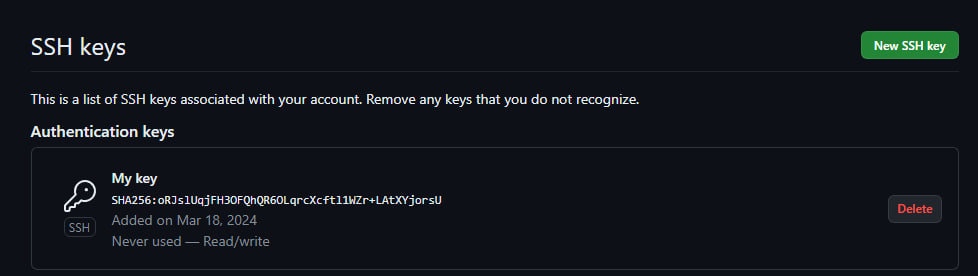 SSH keys
New SSH key
This is a list of SSH keys associated with your account. Remove any keys that you do not recognize.
Authentication keys
My key
SHA256:oRJslUqjFH3OFQhQR6OLqrcXcftl1WZr+LAtXYjorsU
Added on Mar 18, 2024
Never used — Read/write
SSH
Delete